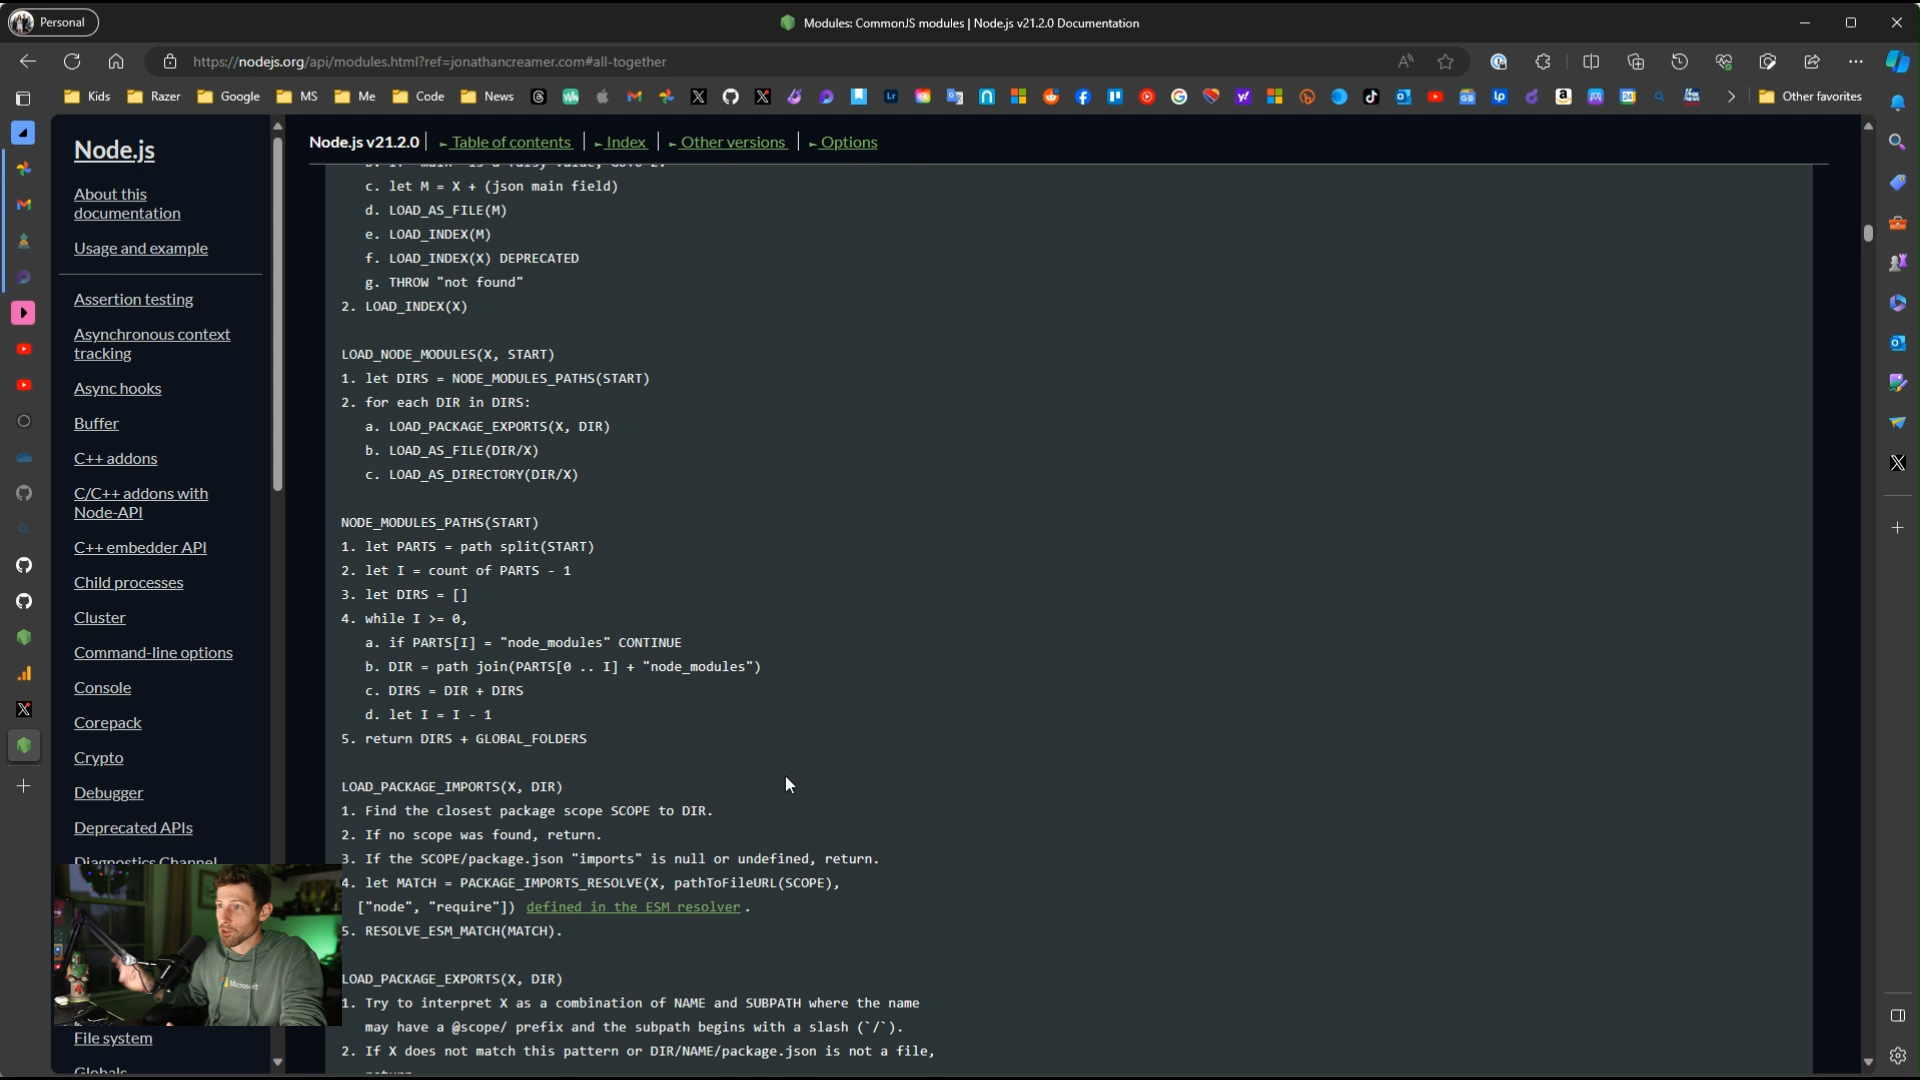 Personal
Modules: CommonJS modules | Node.js v21.2.0 Documentation
https://nodejs.org/api/modules.html?ref=jonathancreamer.com#all-together
Kids
Razer
Google
MS
Me
Code
News
Other favorites
Node.js
About this
documentation
Usage and example
Assertion testing
Asynchronous context
tracking
Async hooks
Buffer
C++ addons
C/C++ addons with
Node-API
C++ embedder API
Child processes
Cluster
Command-line options
Console
Corepack
Crypto
Debugger
Deprecated APIs
Diagnostics Channel
File system
Globals
Node.js v21.2.0
► Table of contents
► Index
► Other versions
► Options
c. let M = X + (json main field)
d. LOAD_AS_FILE(M)
e. LOAD_INDEX(M)
f. LOAD_INDEX(X) DEPRECATED
g. THROW "not found"
2. LOAD_INDEX(X)
LOAD_NODE_MODULES(X, START)
1. let DIRS = NODE_MODULES_PATHS(START)
2. for each DIR in DIRS:
a. LOAD_PACKAGE_EXPORTS(X, DIR)
b. LOAD_AS_FILE(DIR/X)
c. LOAD_AS_DIRECTORY(DIR/X)
NODE_MODULES_PATHS(START)
1. let PARTS = path split(START)
2. let I = count of PARTS - 1
3. let DIRS = []
4. while I >= 0,
a. if PARTS[I] = "node_modules" CONTINUE
b. DIR = path join(PARTS[0 .. I] + "node_modules")
c. DIRS = DIR + DIRS
d. let I = I - 1
5. return DIRS + GLOBAL_FOLDERS
LOAD_PACKAGE_IMPORTS(X, DIR)
1. Find the closest package scope SCOPE to DIR.
2. If no scope was found, return.
3. If the SCOPE/package.json "imports" is null or undefined, return.
4. let MATCH = PACKAGE_IMPORTS_RESOLVE(X, pathToFileURL(SCOPE),
["node", "require"]) defined in the ESM resolver.
5. RESOLVE_ESM_MATCH(MATCH).
LOAD_PACKAGE_EXPORTS(X, DIR)
1. Try to interpret X as a combination of NAME and SUBPATH where the name
may have a @scope/ prefix and the subpath begins with a slash (`/`).
2. If X does not match this pattern or DIR/NAME/package.json is not a file,
Microsoft